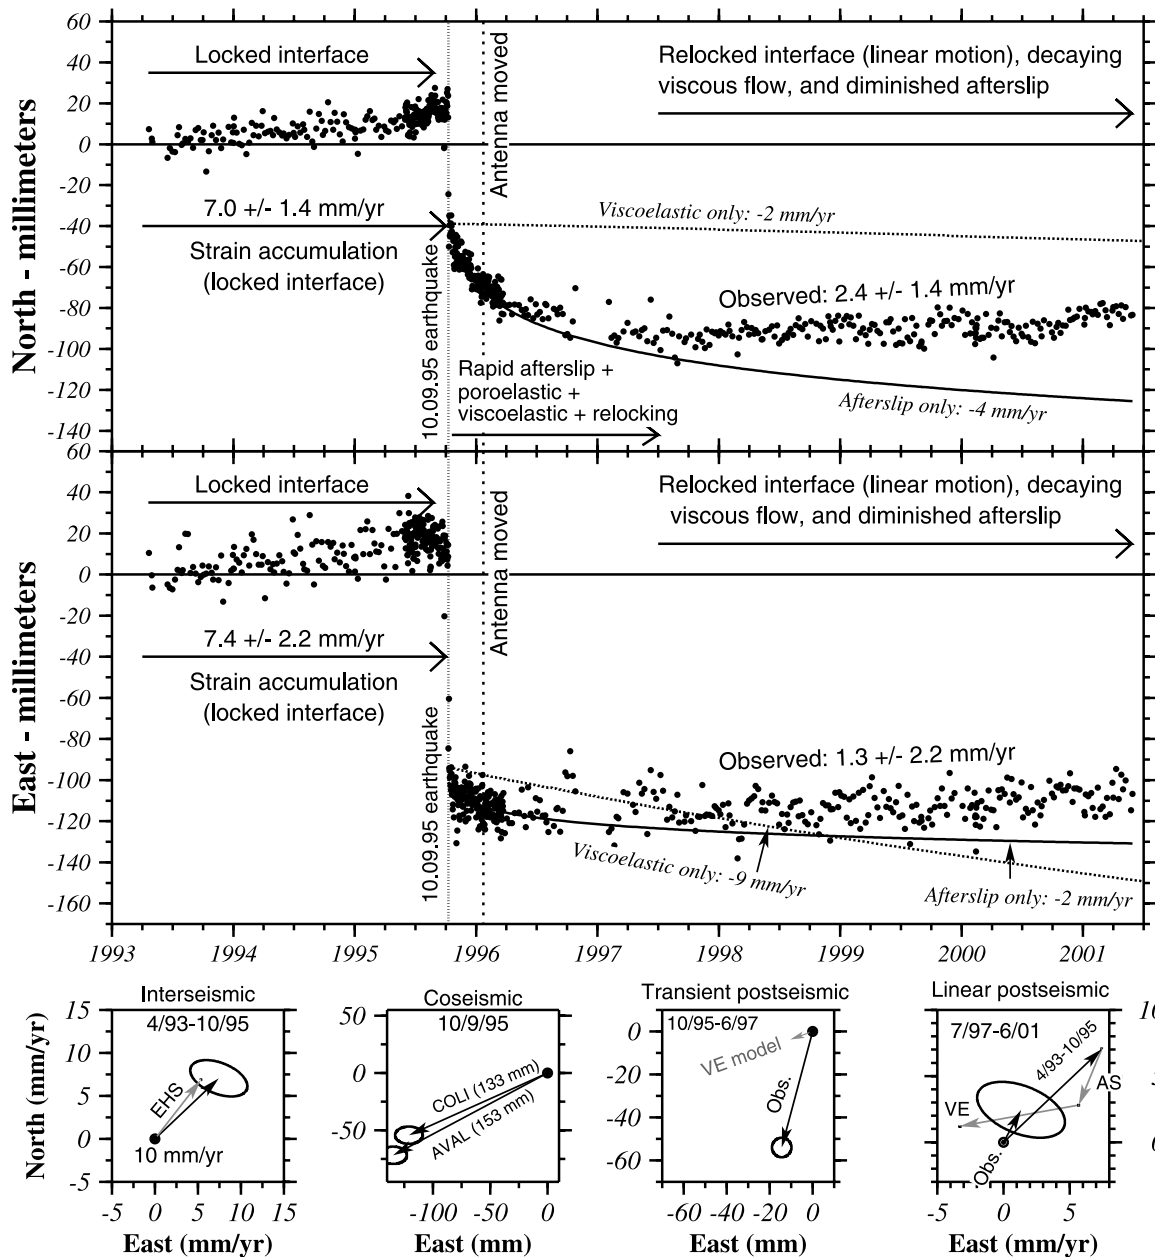 60
40
20
0
-20
-40
-60
-80
-100
-120
-140
North - millimeters
Locked interface
Antenna moved
Relocked interface (linear motion), decaying
viscous flow, and diminished afterslip
7.0 +/- 1.4 mm/yr
Strain accumulation
(locked interface)
10.09.95 earthquake
Viscoelastic only: -2 mm/yr
Observed: 2.4 +/- 1.4 mm/yr
Rapid afterslip +
poroelastic +
viscoelastic + relocking
Afterslip only: -4 mm/yr
60
40
20
0
-20
-40
-60
-80
-100
-120
-140
-160
East - millimeters
Locked interface
Antenna moved
Relocked interface (linear motion), decaying
viscous flow, and diminished afterslip
7.4 +/- 2.2 mm/yr
Strain accumulation
(locked interface)
10.09.95 earthquake
Observed: 1.3 +/- 2.2 mm/yr
Viscoelastic only: -9 mm/yr
Afterslip only: -2 mm/yr
1993 1994 1995 1996 1997 1998 1999 2000 2001
Interseismic
4/93-10/95
15
10
5
0
-5
North (mm/yr)
EHS
10 mm/yr
-5 0 5 10 15
East (mm/yr)
Coseismic
10/9/95
50
0
-50
COLI (133 mm)
AVAL (153 mm)
-100 -50 0
East (mm)
Transient postseismic
10/95-6/97
0
-20
-40
-60
VE model
Obs.
-60 -40 -20 0
East (mm)
Linear postseismic
7/97-6/01
10
5
0
4/93-10/95
AS
VE
Obs.
-5 0 5
East (mm/yr)